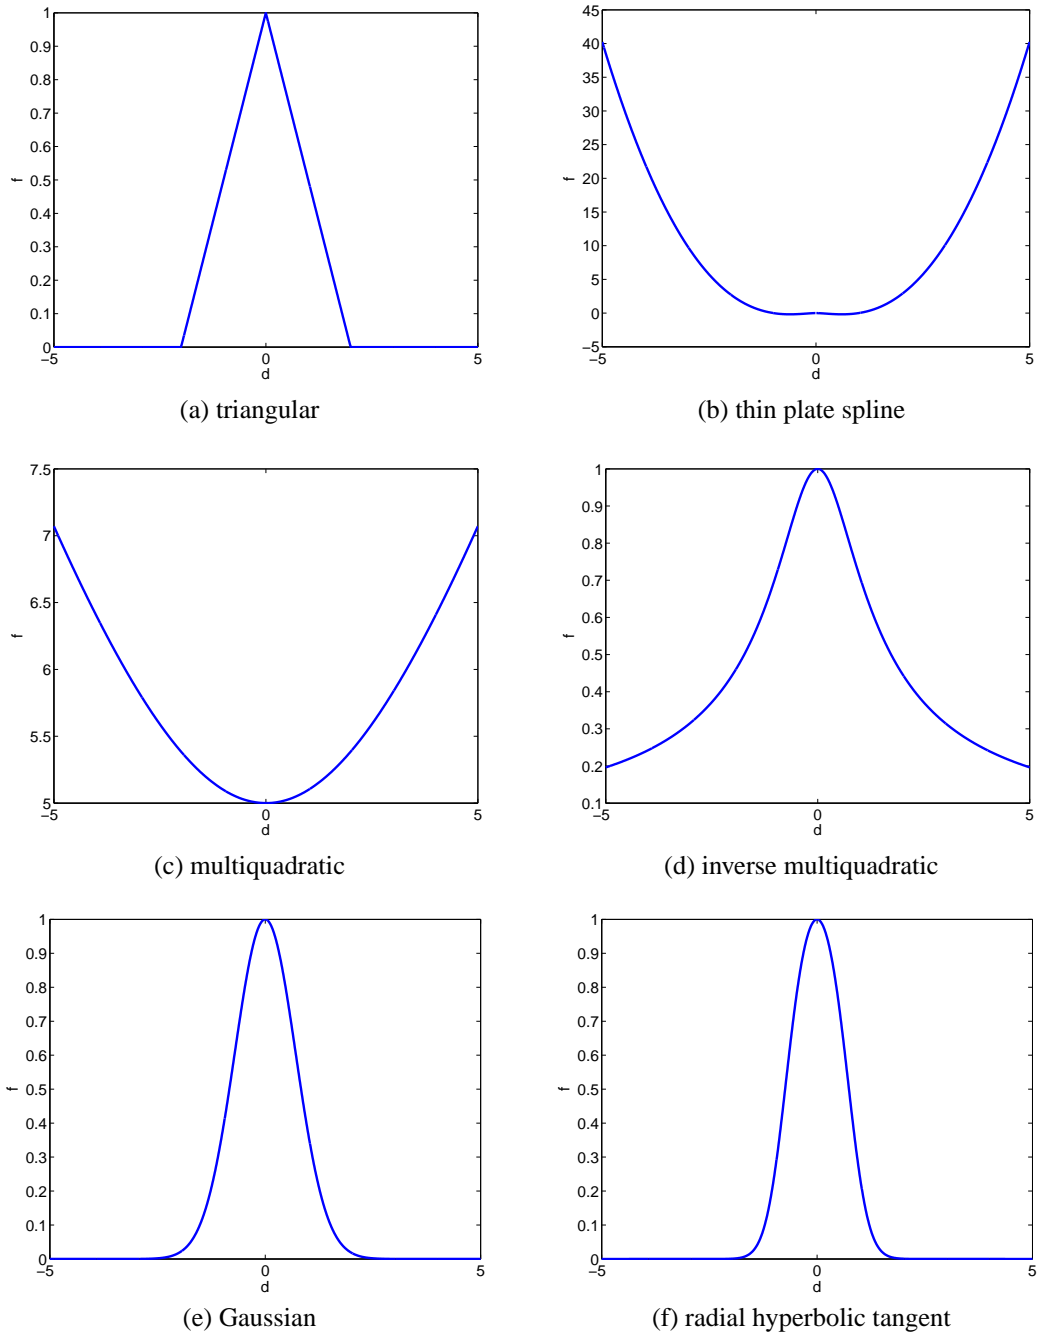 1
0.9
0.8
0.7
0.6
0.5
0.4
0.3
0.2
0.1
0
f
−5 0 5
d
(a) triangular
45
40
35
30
25
20
15
10
5
0
−5
f
−5 0 5
d
(b) thin plate spline
7.5
7
6.5
6
5.5
5
f
−5 0 5
d
(c) multiquadratic
1
0.9
0.8
0.7
0.6
0.5
0.4
0.3
0.2
0.1
f
−5 0 5
d
(d) inverse multiquadratic
1
0.9
0.8
0.7
0.6
0.5
0.4
0.3
0.2
0.1
0
f
−5 0 5
d
(e) Gaussian
1
0.9
0.8
0.7
0.6
0.5
0.4
0.3
0.2
0.1
0
f
−5 0 5
d
(f) radial hyperbolic tangent